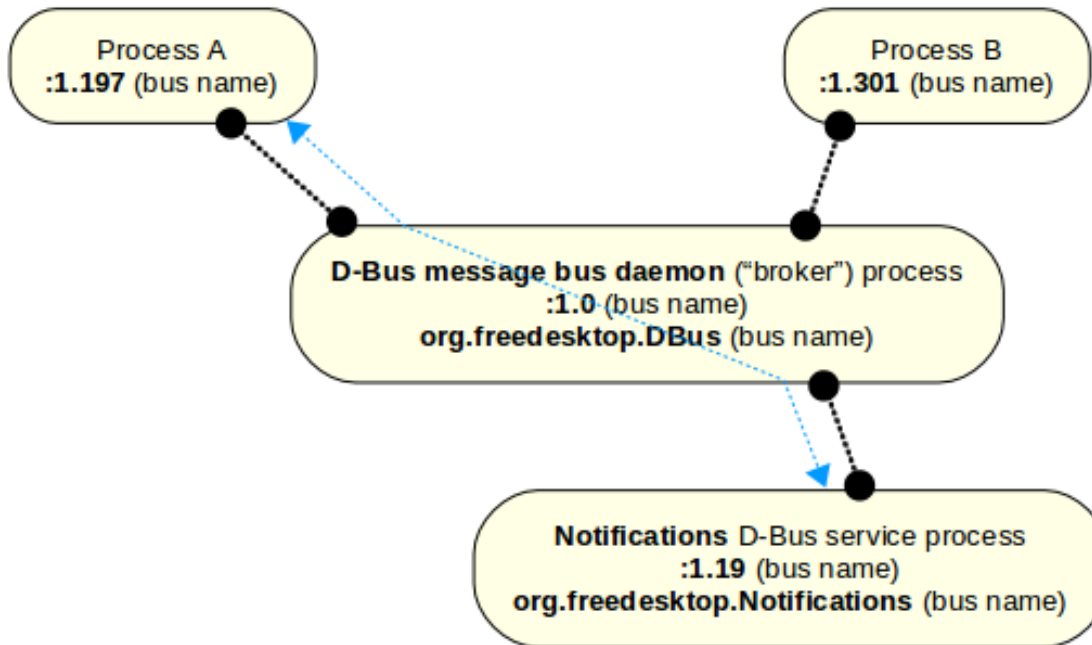 Process A
:1.197 (bus name)
Process B
:1.301 (bus name)
D-Bus message bus daemon (“broker”) process
:1.0 (bus name)
org.freedesktop.DBus (bus name)
Notifications D-Bus service process
:1.19 (bus name)
org.freedesktop.Notifications (bus name)